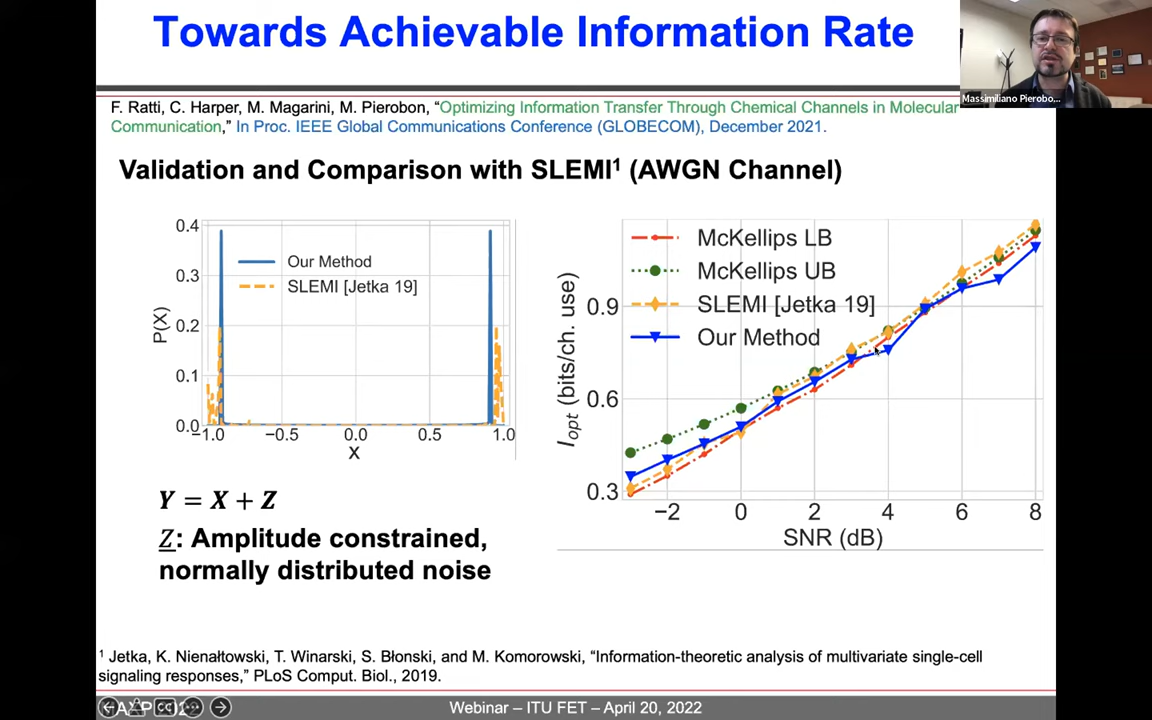 Towards Achievable Information Rate
Massimiliano Pierobo...
F. Ratti, C. Harper, M. Magarini, M. Pierobon, “Optimizing Information Transfer Through Chemical Channels in Molecular
Communication,” In Proc. IEEE Global Communications Conference (GLOBECOM), December 2021.
Validation and Comparison with SLEMI¹ (AWGN Channel)
0.4
0.3
0.2
0.1
0.0
P(X)
Our Method
SLEMI [Jetka 19]
−1.0 −0.5 0.0 0.5 1.0
X
McKellips LB
McKellips UB
SLEMI [Jetka 19]
Our Method
0.9
0.6
0.3
I_opt (bits/ch. use)
−2 0 2 4 6 8
SNR (dB)
Y = X + Z
Z: Amplitude constrained,
normally distributed noise
¹ Jetka, K. Nienałtowski, T. Winarski, S. Błonski, and M. Komorowski, “Information-theoretic analysis of multivariate single-cell
signaling responses,” PLoS Comput. Biol., 2019.
Webinar – ITU FET – April 20, 2022